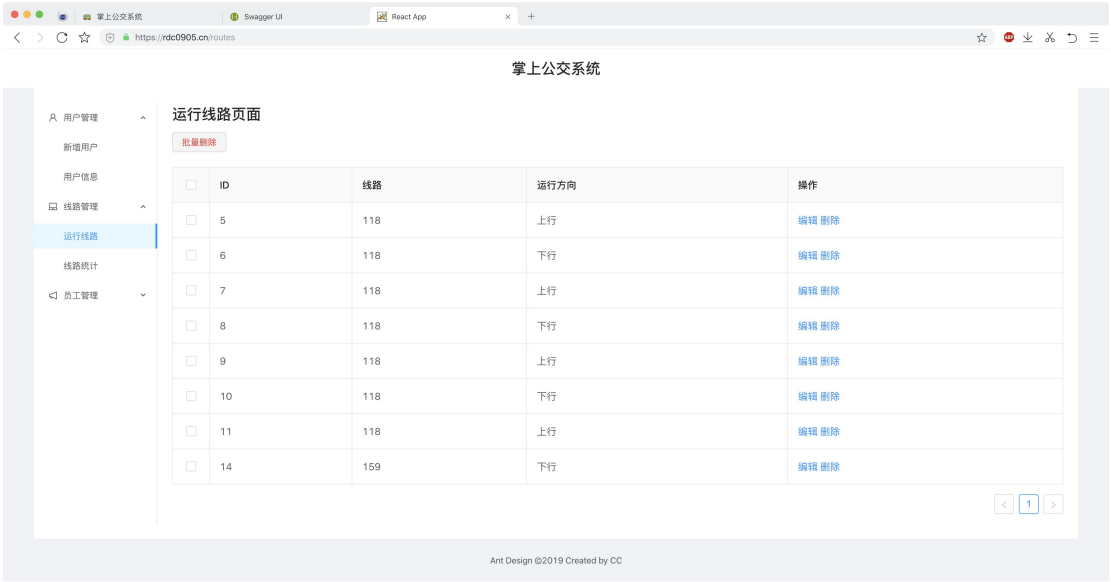 掌上公交系统 Swagger UI React App
https://rdc0905.cn/routes ABP
掌上公交系统
用户管理
新增用户
用户信息
线路管理
运行线路
线路统计
员工管理
运行线路页面
批量删除
ID 线路 运行方向 操作
5 118 上行 编辑 删除
6 118 下行 编辑 删除
7 118 上行 编辑 删除
8 118 下行 编辑 删除
9 118 上行 编辑 删除
10 118 下行 编辑 删除
11 118 上行 编辑 删除
14 159 下行 编辑 删除
1
Ant Design ©2019 Created by CC